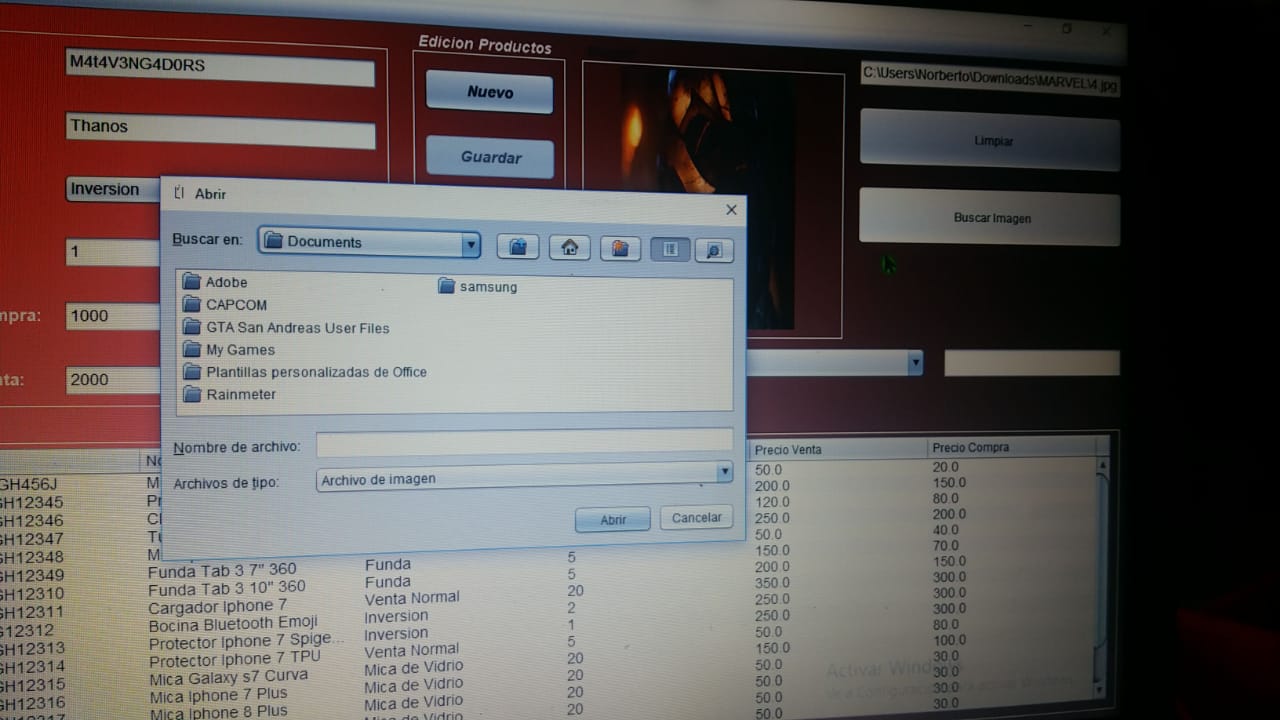 Edicion Productos
M4t4V3NG4D0RS
Nuevo
C:\Users\Norberto\Downloads\MARVEL\4.jpg
Thanos
Guardar
Limpiar
Inversion
Buscar Imagen
1
mpra: 1000
ta: 2000
Abrir
Buscar en: Documents
Adobe
samsung
CAPCOM
GTA San Andreas User Files
My Games
Plantillas personalizadas de Office
Rainmeter
Nombre de archivo:
Archivos de tipo: Archivo de imagen
Abrir Cancelar
Precio Venta Precio Compra
GH456J M 50.0 20.0
GH12345 Pr 200.0 150.0
GH12346 120.0 80.0
GH12347 250.0 200.0
GH12348 M 50.0 40.0
GH12349 Funda Tab 3 7" 360 Funda 5 150.0 70.0
GH12310 Funda Tab 3 10" 360 Funda 5 200.0 150.0
GH12311 Cargador Iphone 7 Venta Normal 20 350.0 300.0
G12312 Bocina Bluetooth Emoji Inversion 2 250.0 300.0
GH12313 Protector Iphone 7 Spige... Inversion 1 250.0 300.0
GH12314 Protector Iphone 7 TPU Venta Normal 5 50.0 80.0
GH12315 Mica Galaxy s7 Curva Mica de Vidrio 20 150.0 100.0
GH12316 Mica Iphone 7 Plus Mica de Vidrio 20 50.0 30.0
GH12317 Mica Iphone 8 Plus Mica de Vidrio 20 50.0 30.0
Mica de Vidrio 20 50.0 30.0
50.0 30.0
Activar Windows